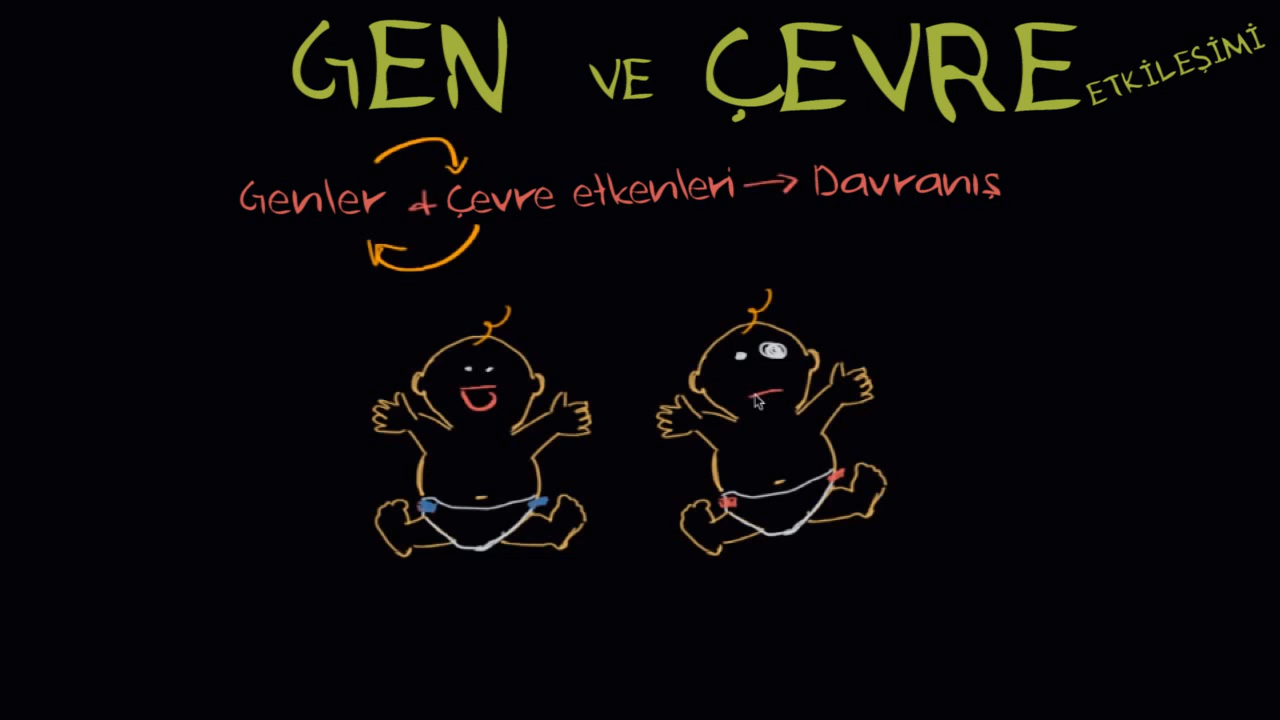 GEN VE ÇEVRE ETKİLEŞİMİ
Genler + Çevre etkenleri → Davranış